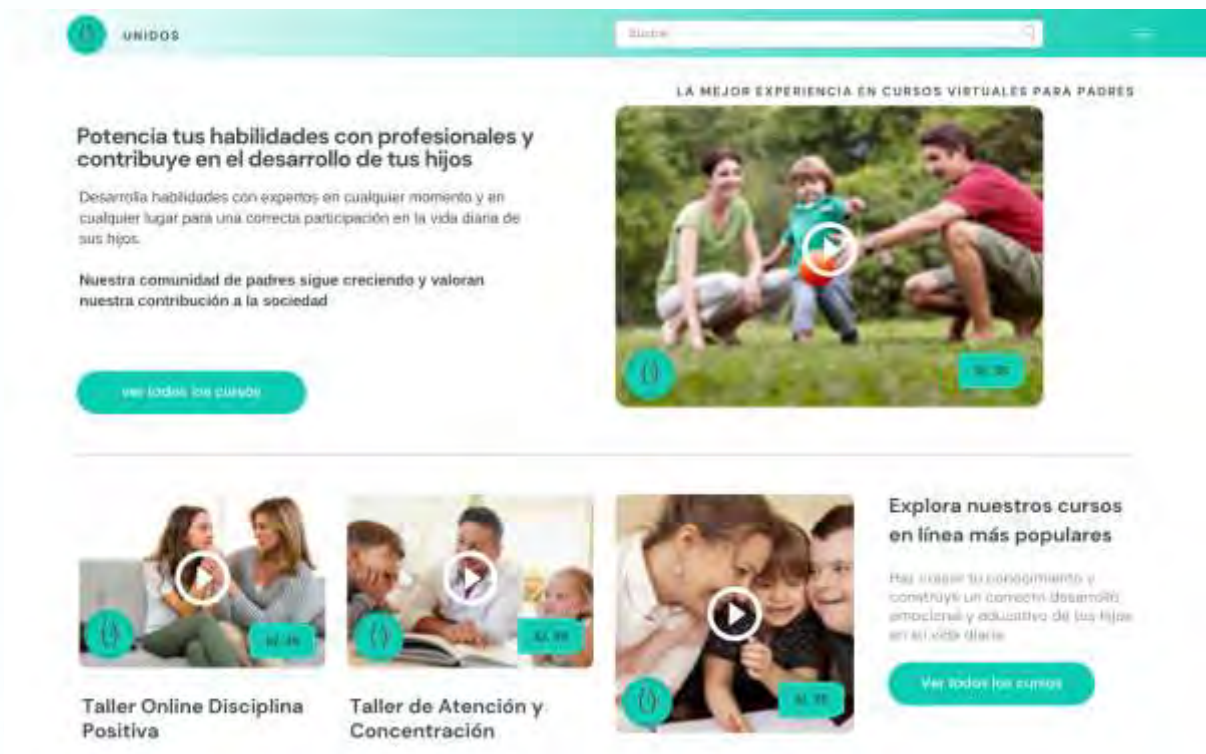 UNIDOS
Buscar
LA MEJOR EXPERIENCIA EN CURSOS VIRTUALES PARA PADRES
Potencia tus habilidades con profesionales y
contribuye en el desarrollo de tus hijos
Desarrolla habilidades con expertos en cualquier momento y en
cualquier lugar para una correcta participación en la vida diaria de
sus hijos.
Nuestra comunidad de padres sigue creciendo y valoran
nuestra contribución a la sociedad
ver todos los cursos
Taller Online Disciplina
Positiva
Taller de Atención y
Concentración
Explora nuestros cursos
en línea más populares
Haz crecer tu conocimiento y
construye un correcto desarrollo
emocional y educativo de tus hijos
en su vida diaria
Ver todos los cursos